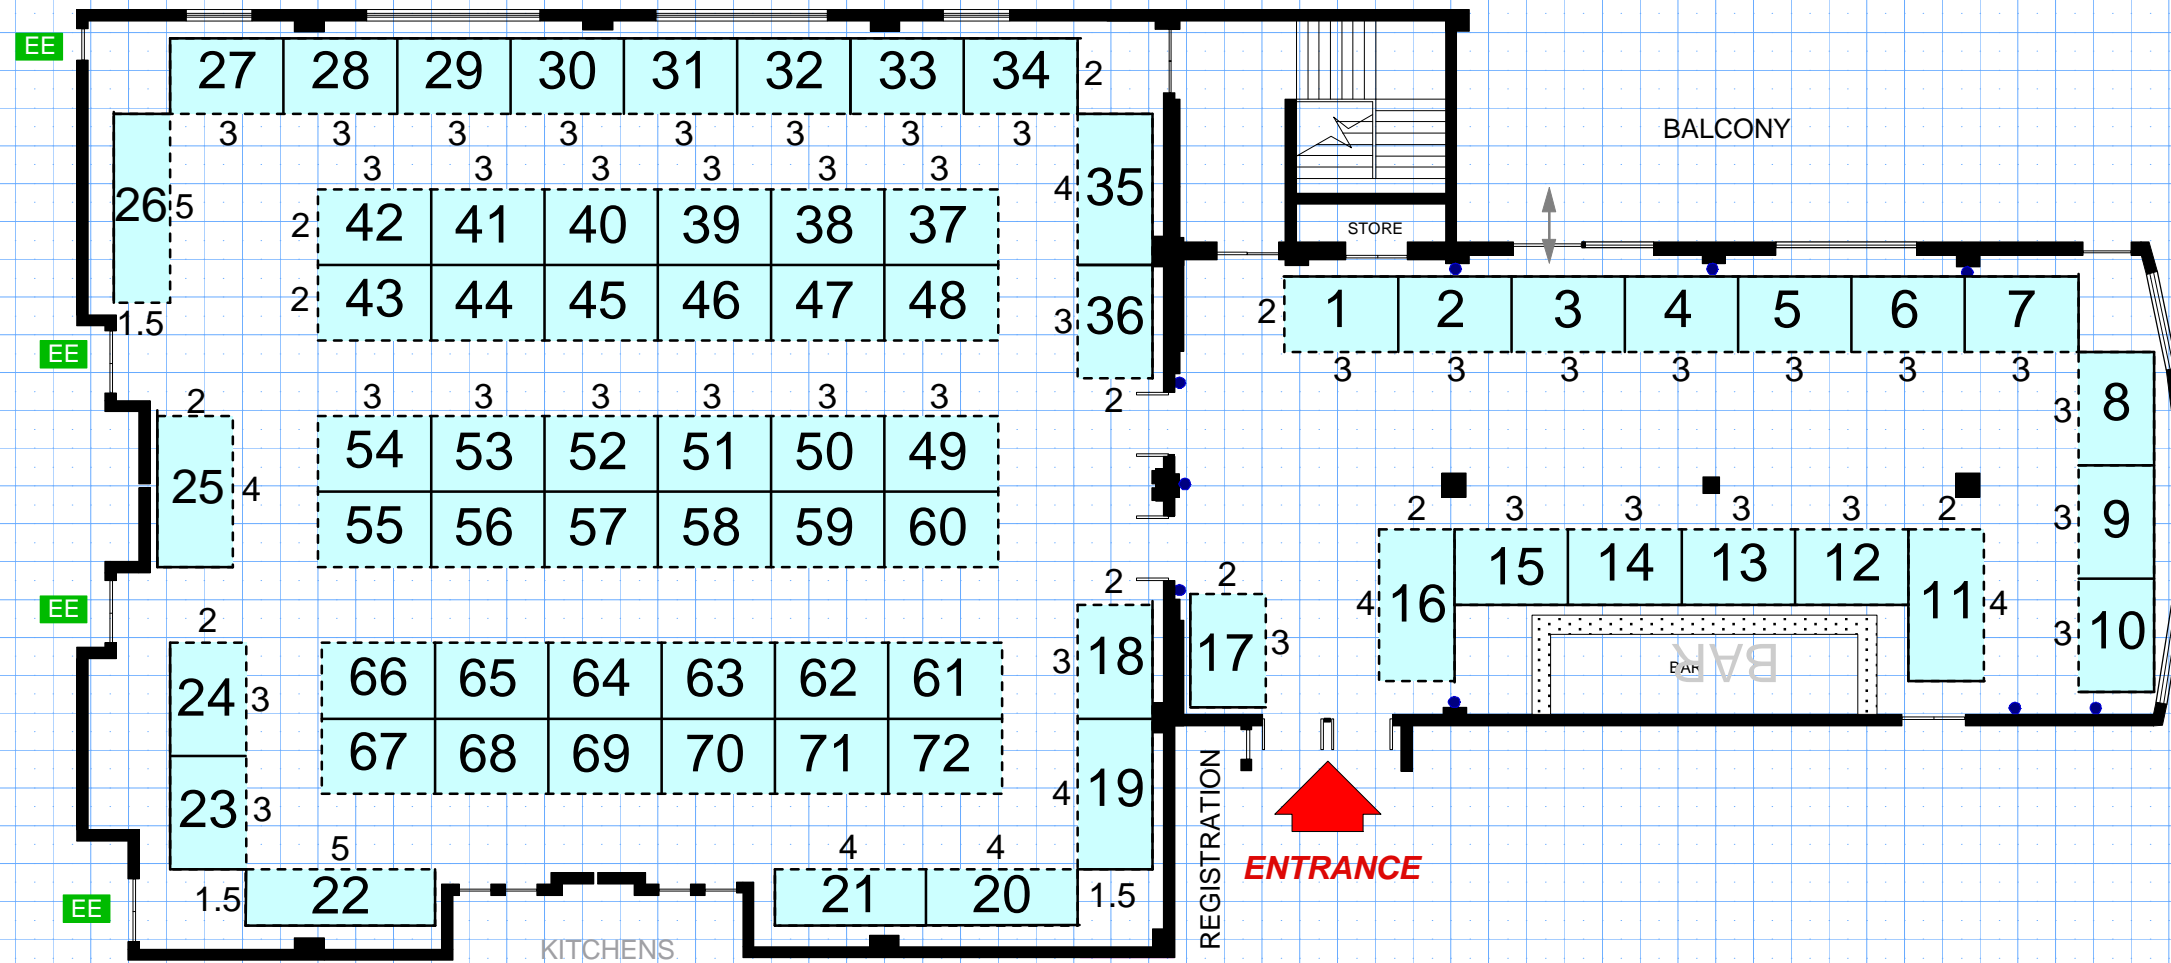 EE
27 28 29 30 31 32 33 34 2
3 3 3 3 3 3 3 3
BALCONY
3 3 3 3 3 3
26 5
4 35
2 42 41 40 39 38 37
STORE
2 43 44 45 46 47 48
3 36
1.5
EE
2 1 2 3 4 5 6 7
3 3 3 3 3 3 3
2
3 3 3 3 3 3
2
3 8
54 53 52 51 50 49
25 4
55 56 57 58 59 60
2 3 3 3 3 2
3 9
15 14 13 12
EE
2
2
2
4 16
11 4
3 10
17 3
3 18
BAR
BAR
24 3
66 65 64 63 62 61
67 68 69 70 71 72
23 3
4 19
REGISTRATION
ENTRANCE
5
4 4
EE
1.5 22
21 20 1.5
KITCHENS